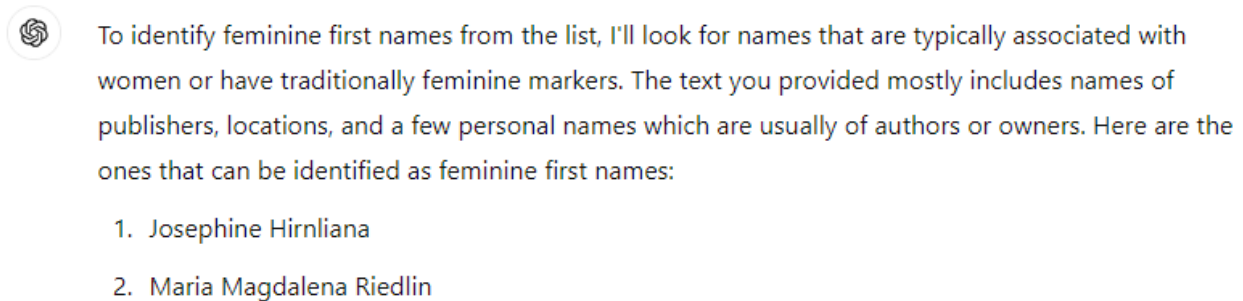 To identify feminine first names from the list, I'll look for names that are typically associated with
women or have traditionally feminine markers. The text you provided mostly includes names of
publishers, locations, and a few personal names which are usually of authors or owners. Here are the
ones that can be identified as feminine first names:
1. Josephine Hirnliana
2. Maria Magdalena Riedlin